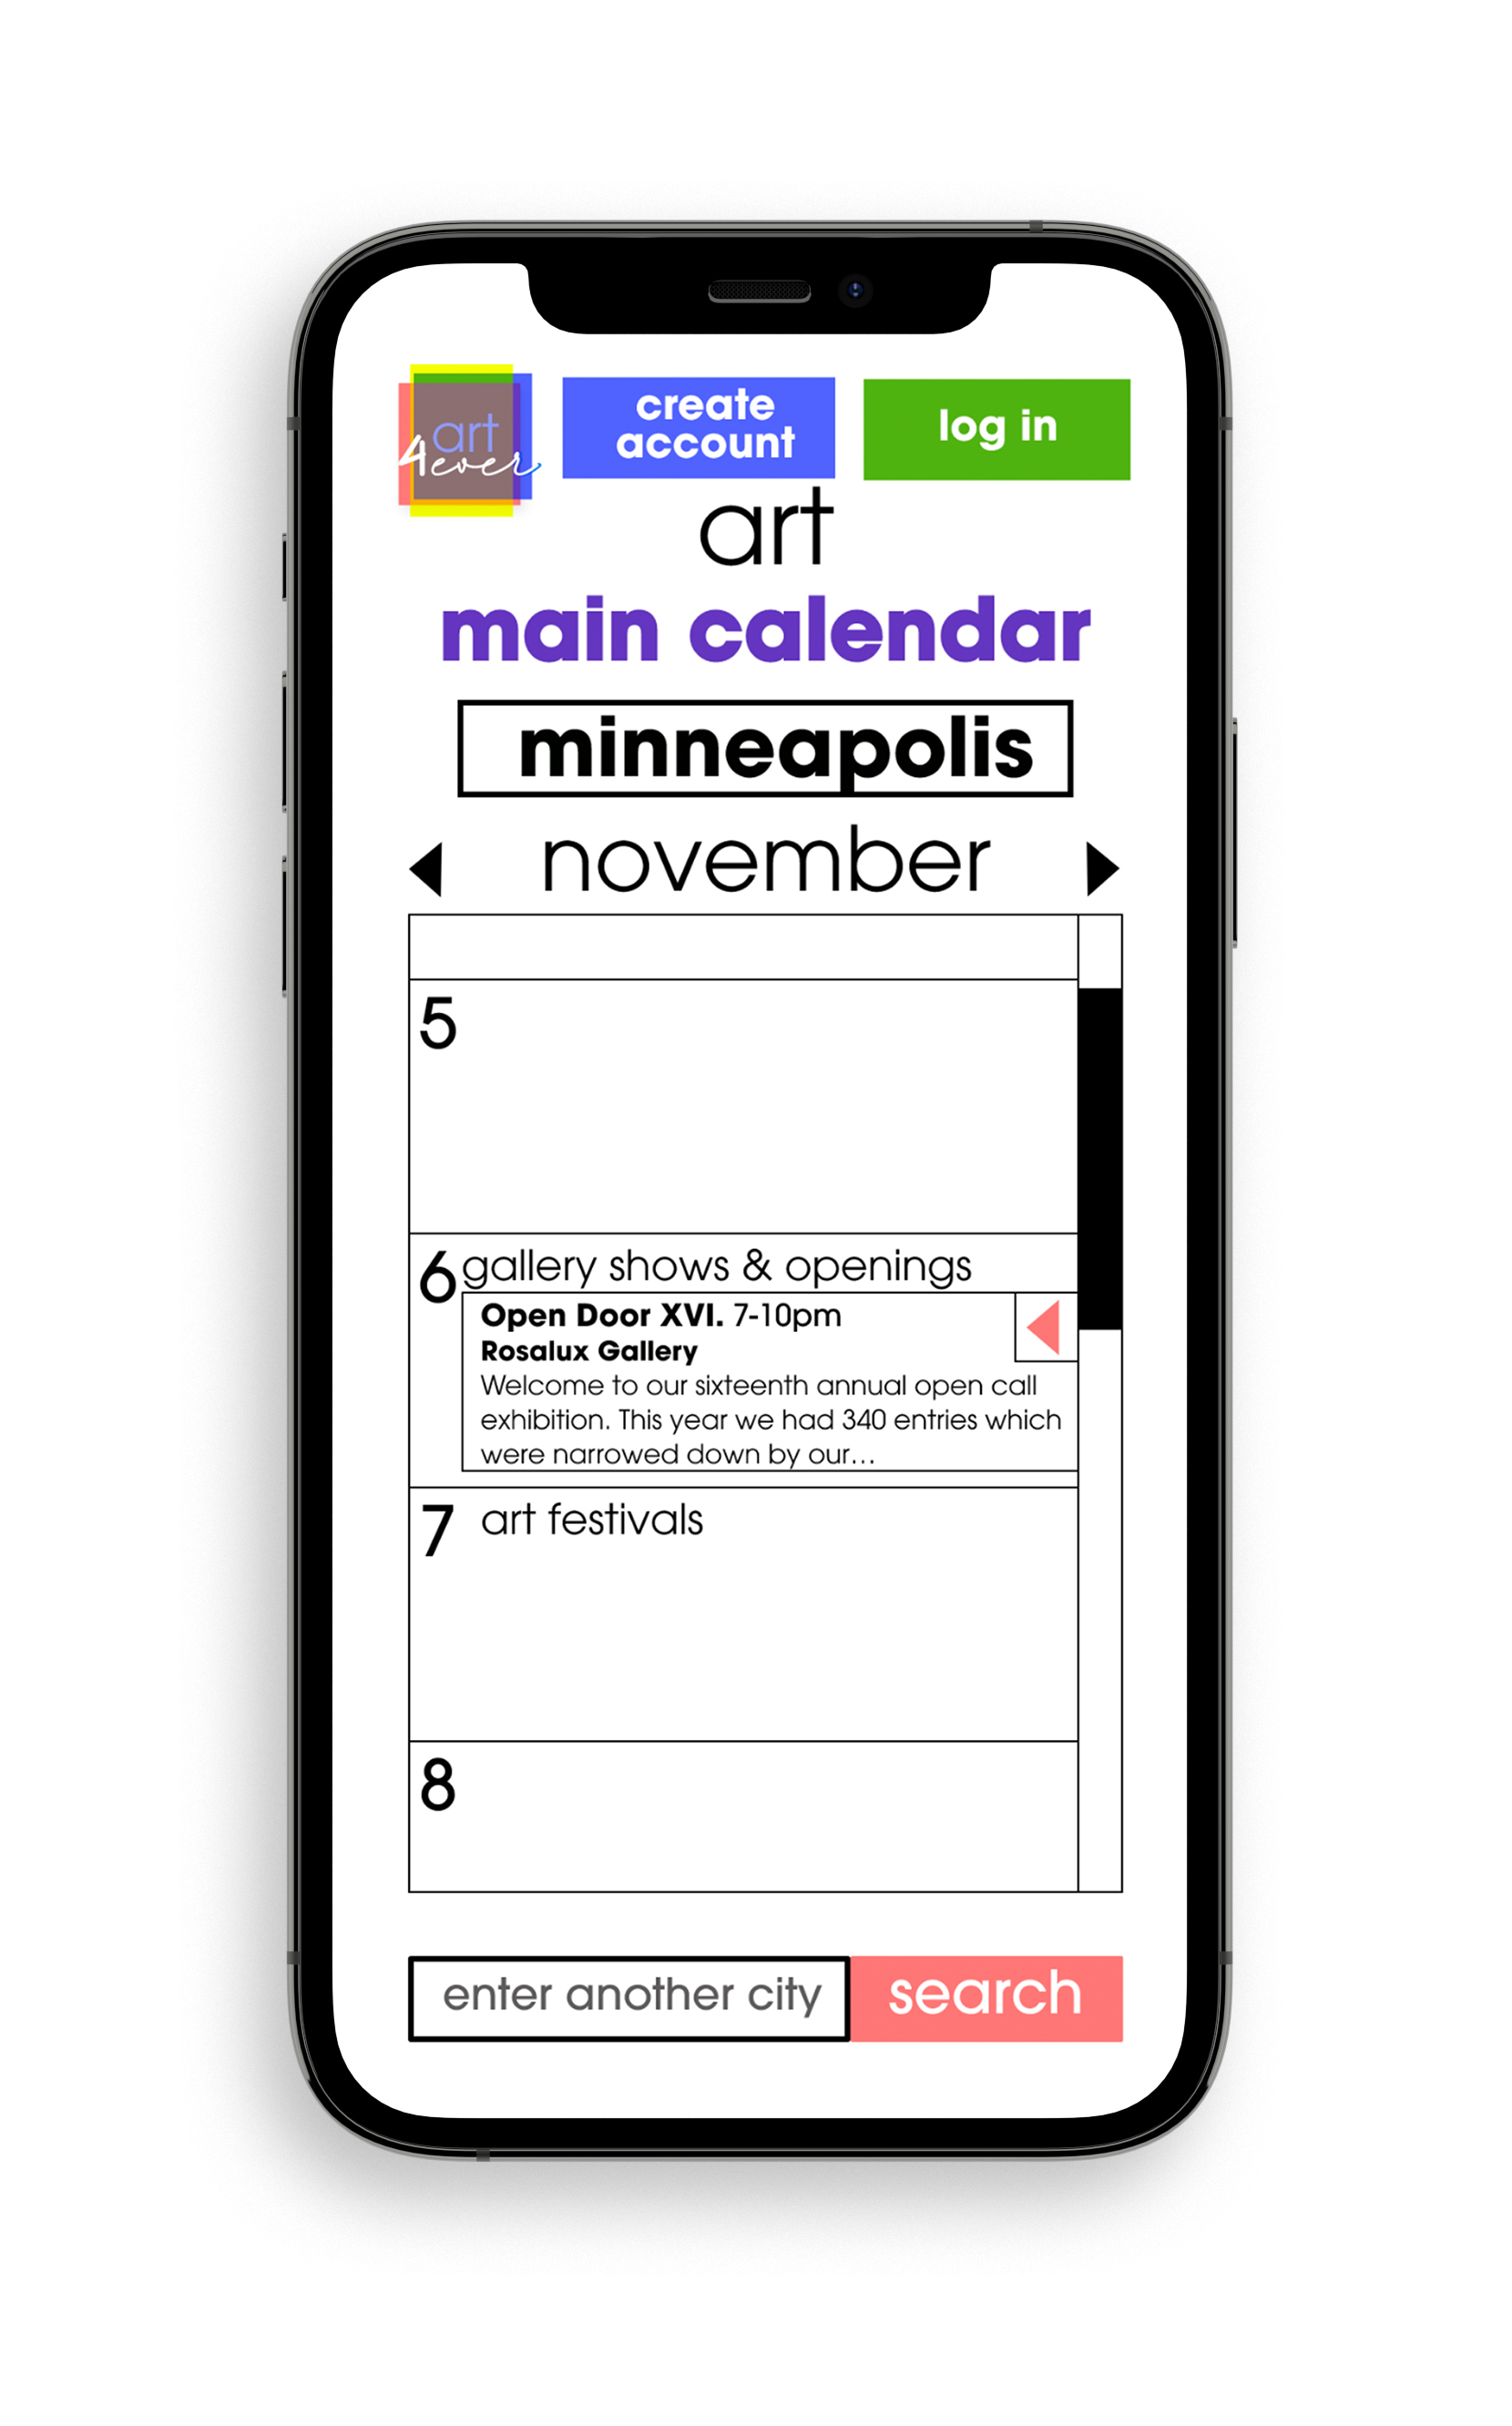 art
4ever
create
account
log in
art
main calendar
minneapolis
november
5
6 gallery shows & openings
Open Door XVI. 7-10pm
Rosalux Gallery
Welcome to our sixteenth annual open call
exhibition. This year we had 340 entries which
were narrowed down by our...
7 art festivals
8
enter another city
search